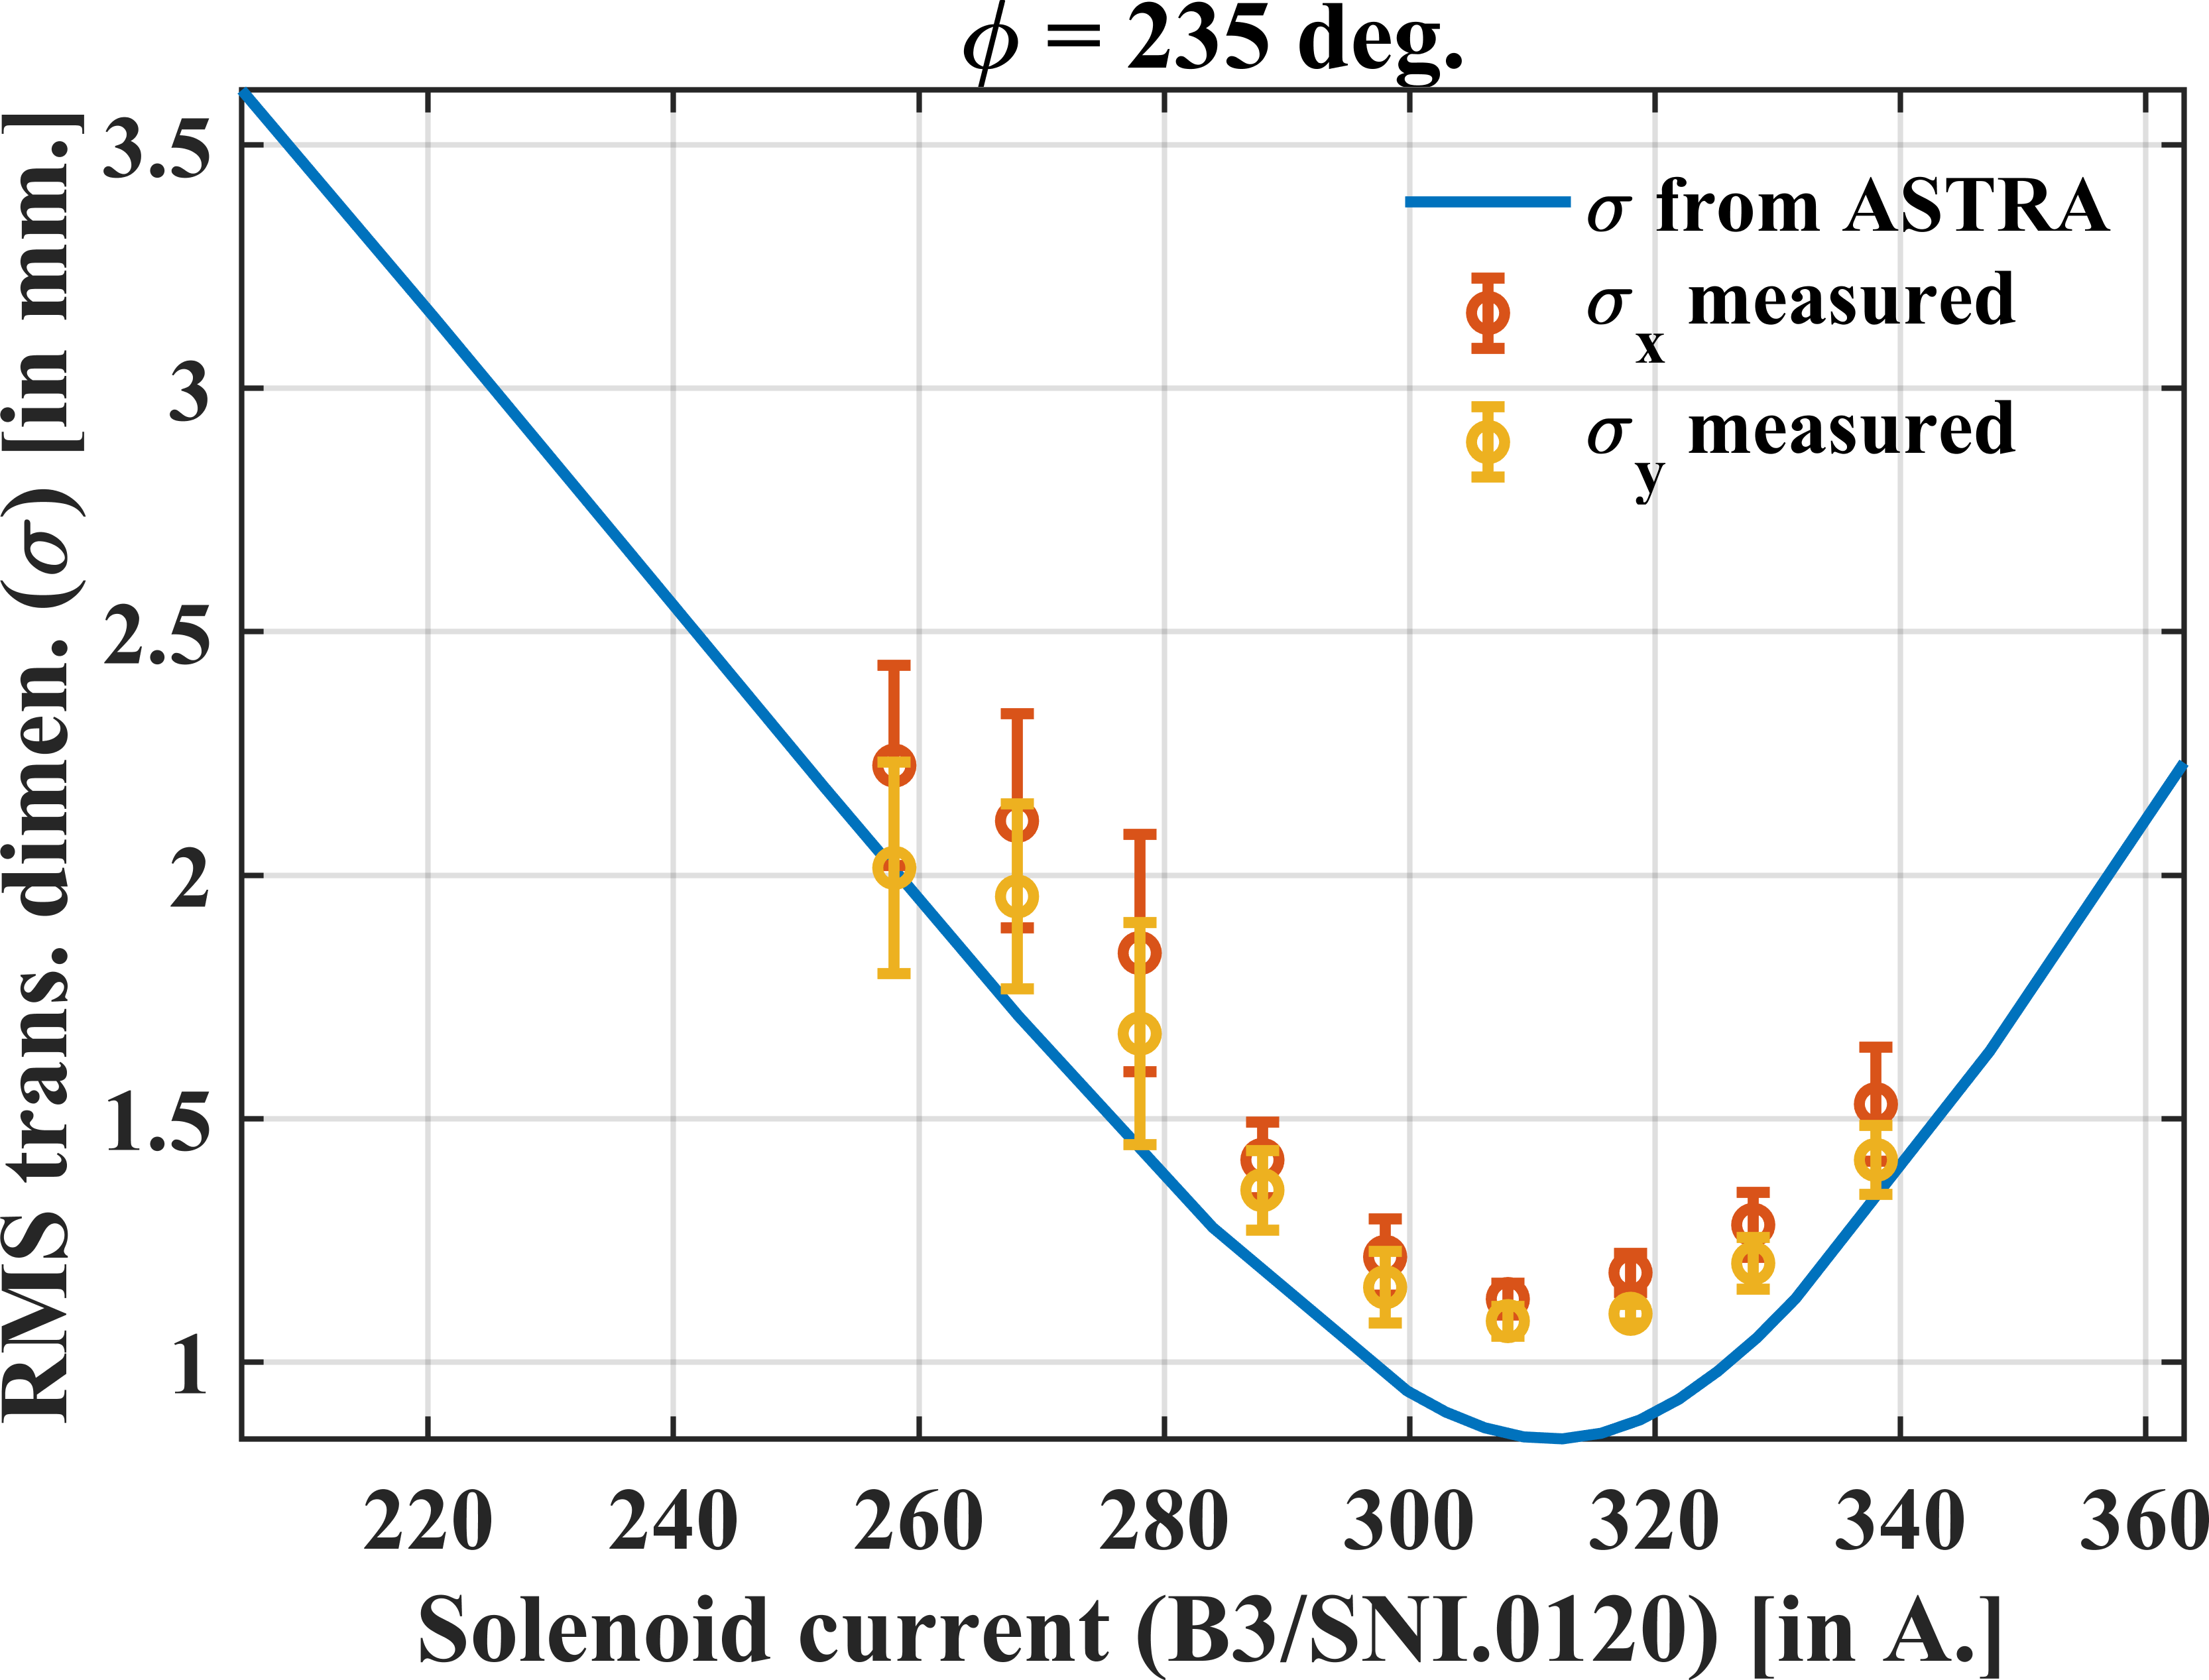 ϕ = 235 deg.
RMS trans. dimen. (σ) [in mm.]
3.5
3
2.5
2
1.5
1
σ from ASTRA
σx measured
σy measured
220 240 260 280 300 320 340 360
Solenoid current (B3/SNI.0120) [in A.]